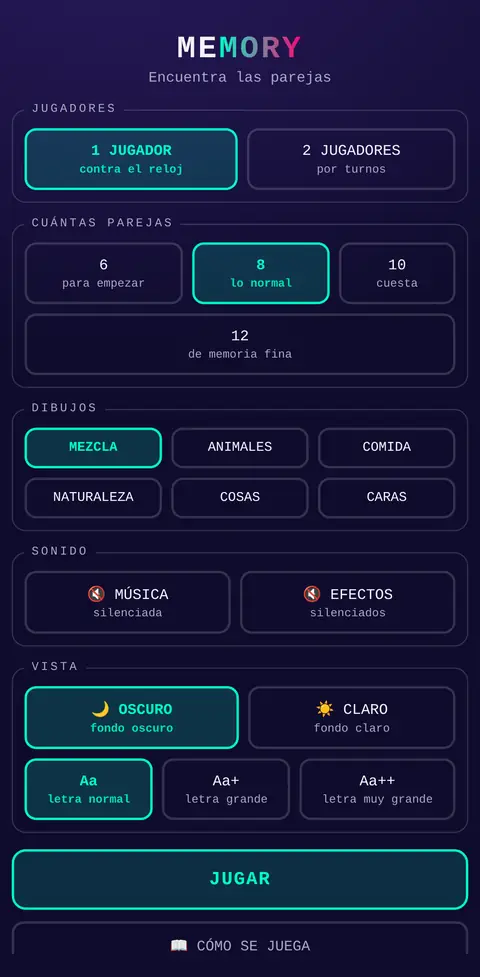 MEMORY
Encuentra las parejas
JUGADORES
1 JUGADOR
contra el reloj
2 JUGADORES
por turnos
CUÁNTAS PAREJAS
6
para empezar
8
lo normal
10
cuesta
12
de memoria fina
DIBUJOS
MEZCLA
ANIMALES
COMIDA
NATURALEZA
COSAS
CARAS
SONIDO
🔇 MÚSICA
silenciada
🔇 EFECTOS
silenciados
VISTA
🌙 OSCURO
fondo oscuro
☀️ CLARO
fondo claro
Aa
letra normal
Aa+
letra grande
Aa++
letra muy grande
JUGAR
📖 CÓMO SE JUEGA